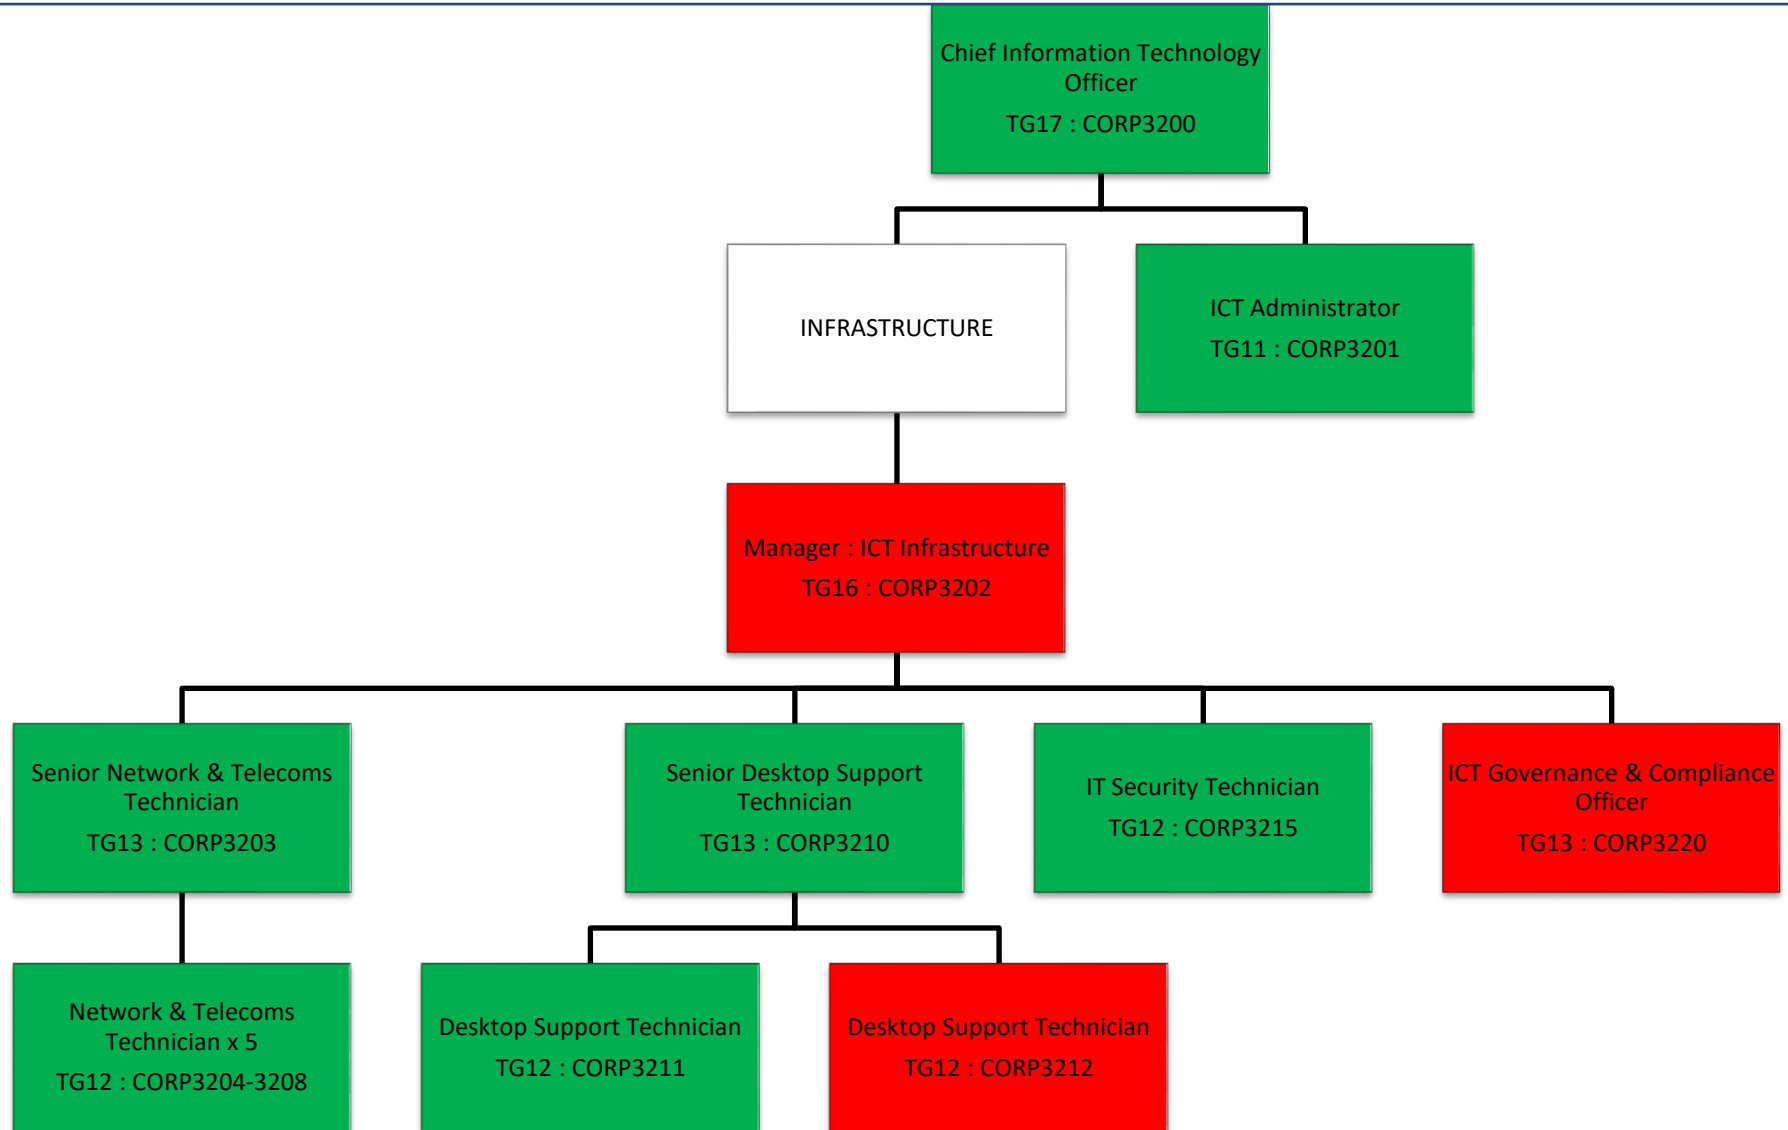 Chief Information Technology
Officer
TG17 : CORP3200
INFRASTRUCTURE
ICT Administrator
TG11 : CORP3201
Manager : ICT Infrastructure
TG16 : CORP3202
Senior Network & Telecoms
Technician
TG13 : CORP3203
Senior Desktop Support
Technician
TG13 : CORP3210
IT Security Technician
TG12 : CORP3215
ICT Governance & Compliance
Officer
TG13 : CORP3220
Network & Telecoms
Technician x 5
TG12 : CORP3204-3208
Desktop Support Technician
TG12 : CORP3211
Desktop Support Technician
TG12 : CORP3212